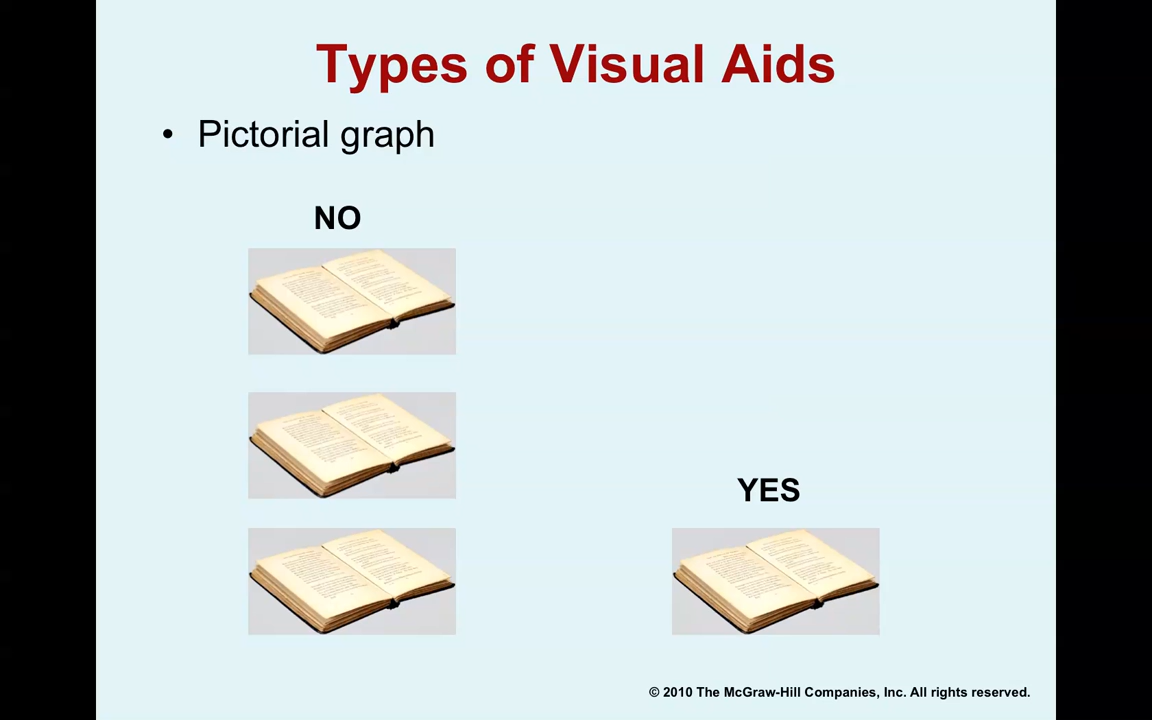 Types of Visual Aids
• Pictorial graph
NO
YES
© 2010 The McGraw-Hill Companies, Inc. All rights reserved.